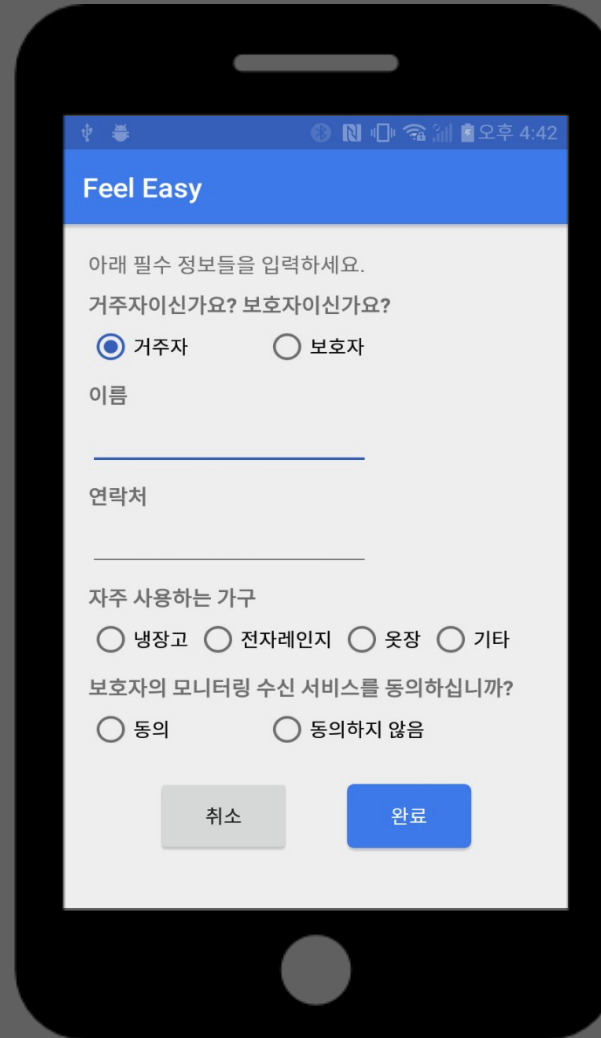 오후 4:42
Feel Easy
아래 필수 정보들을 입력하세요.
거주자이신가요? 보호자이신가요?
거주자 보호자
이름
연락처
자주 사용하는 가구
냉장고 전자레인지 옷장 기타
보호자의 모니터링 수신 서비스를 동의하십니까?
동의 동의하지 않음
취소 완료